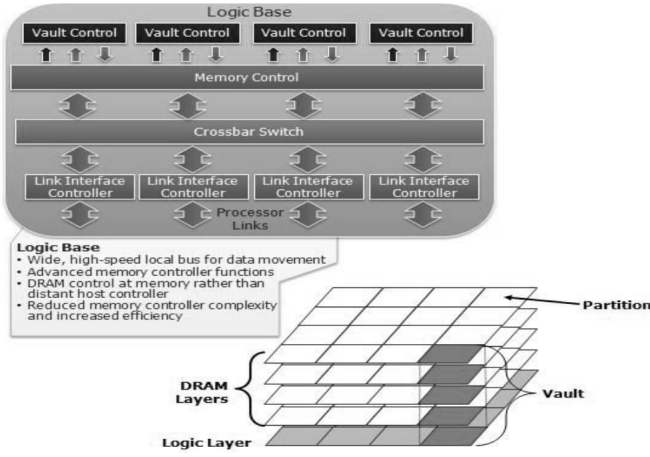 Logic Base
Vault Control Vault Control Vault Control Vault Control
Memory Control
Crossbar Switch
Link Interface Link Interface Link Interface Link Interface
Controller Controller Controller Controller
Processor
Links
Logic Base
• Wide, high-speed local bus for data movement
• Advanced memory controller functions
• DRAM control at memory rather than
distant host controller
• Reduced memory controller complexity
and increased efficiency
Partition
DRAM
Layers
Vault
Logic Layer